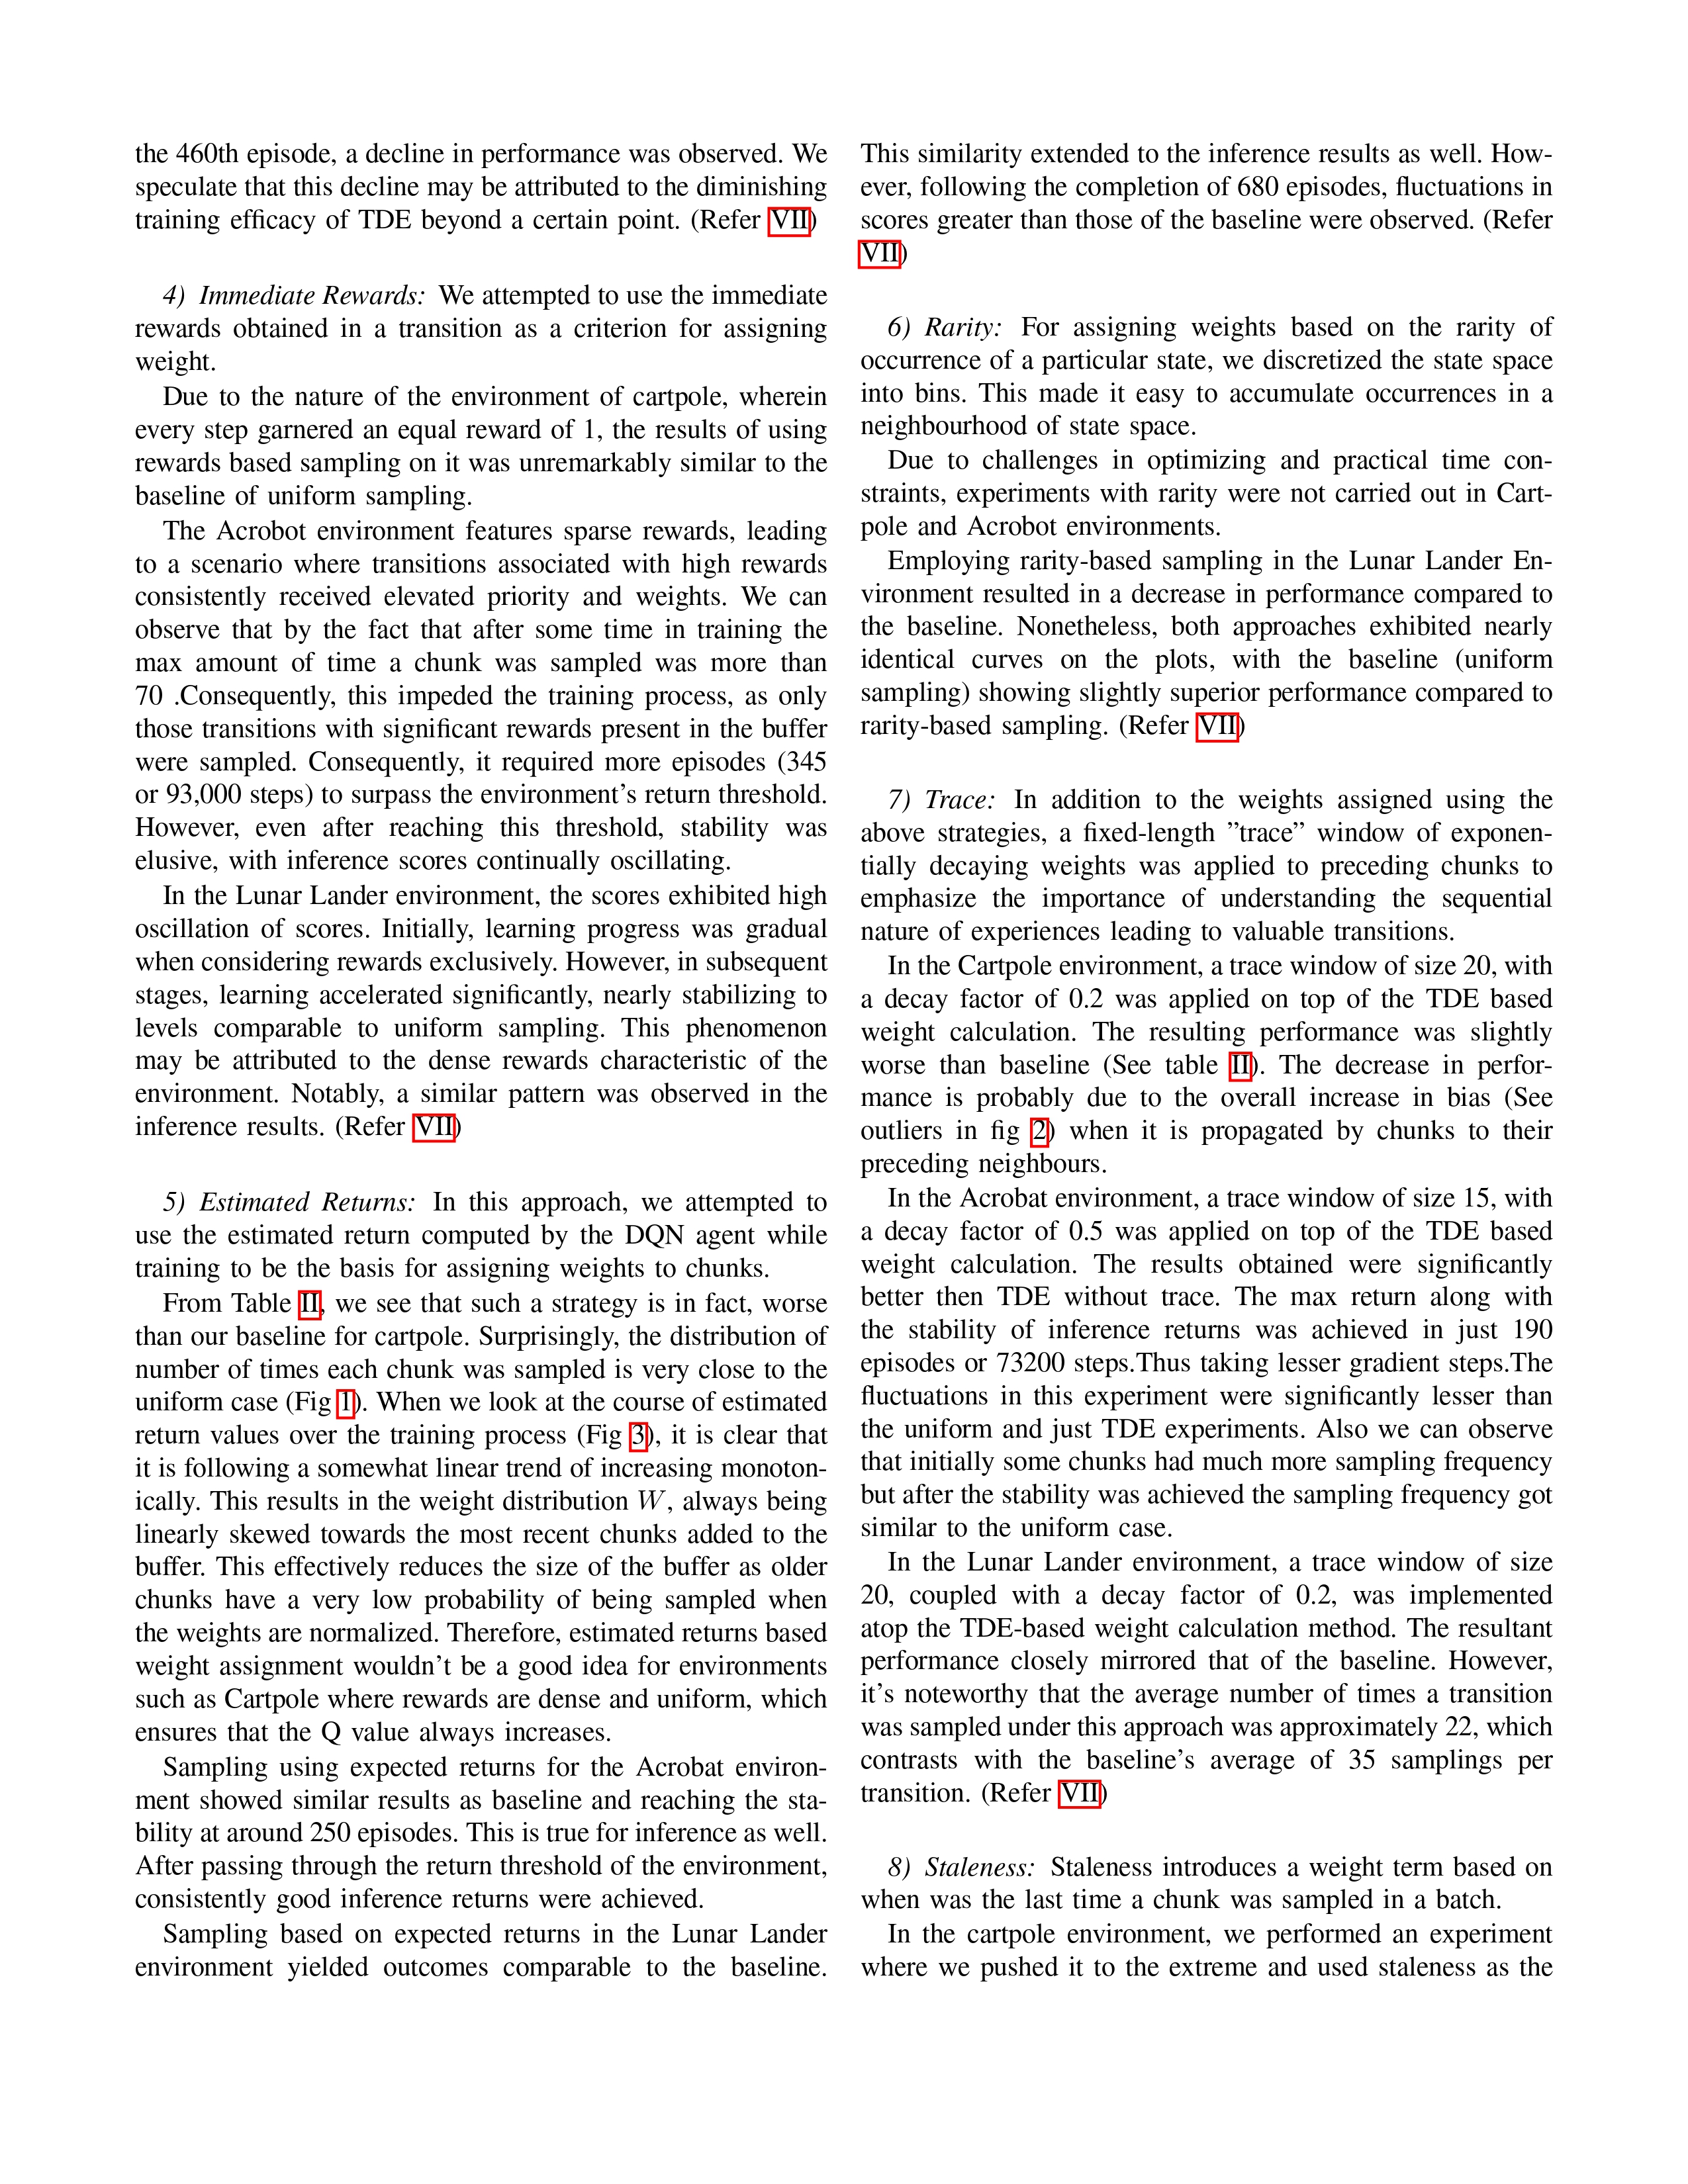 the 460th episode, a decline in performance was observed. We
speculate that this decline may be attributed to the diminishing
training efficacy of TDE beyond a certain point. (Refer VII)
4) Immediate Rewards: We attempted to use the immediate
rewards obtained in a transition as a criterion for assigning
weight.
Due to the nature of the environment of cartpole, wherein
every step garnered an equal reward of 1, the results of using
rewards based sampling on it was unremarkably similar to the
baseline of uniform sampling.
The Acrobot environment features sparse rewards, leading
to a scenario where transitions associated with high rewards
consistently received elevated priority and weights. We can
observe that by the fact that after some time in training the
max amount of time a chunk was sampled was more than
70 .Consequently, this impeded the training process, as only
those transitions with significant rewards present in the buffer
were sampled. Consequently, it required more episodes (345
or 93,000 steps) to surpass the environment's return threshold.
However, even after reaching this threshold, stability was
elusive, with inference scores continually oscillating.
In the Lunar Lander environment, the scores exhibited high
oscillation of scores. Initially, learning progress was gradual
when considering rewards exclusively. However, in subsequent
stages, learning accelerated significantly, nearly stabilizing to
levels comparable to uniform sampling. This phenomenon
may be attributed to the dense rewards characteristic of the
environment. Notably, a similar pattern was observed in the
inference results. (Refer VII)
5) Estimated Returns: In this approach, we attempted to
use the estimated return computed by the DQN agent while
training to be the basis for assigning weights to chunks.
From Table II, we see that such a strategy is in fact, worse
than our baseline for cartpole. Surprisingly, the distribution of
number of times each chunk was sampled is very close to the
uniform case (Fig 1). When we look at the course of estimated
return values over the training process (Fig 3), it is clear that
it is following a somewhat linear trend of increasing monoton-
ically. This results in the weight distribution W, always being
linearly skewed towards the most recent chunks added to the
buffer. This effectively reduces the size of the buffer as older
chunks have a very low probability of being sampled when
the weights are normalized. Therefore, estimated returns based
weight assignment wouldn't be a good idea for environments
such as Cartpole where rewards are dense and uniform, which
ensures that the Q value always increases.
Sampling using expected returns for the Acrobat environ-
ment showed similar results as baseline and reaching the sta-
bility at around 250 episodes. This is true for inference as well.
After passing through the return threshold of the environment,
consistently good inference returns were achieved.
Sampling based on expected returns in the Lunar Lander
environment yielded outcomes comparable to the baseline.
This similarity extended to the inference results as well. How-
ever, following the completion of 680 episodes, fluctuations in
scores greater than those of the baseline were observed. (Refer
VII)
6) Rarity: For assigning weights based on the rarity of
occurrence of a particular state, we discretized the state space
into bins. This made it easy to accumulate occurrences in a
neighbourhood of state space.
Due to challenges in optimizing and practical time con-
straints, experiments with rarity were not carried out in Cart-
pole and Acrobot environments.
Employing rarity-based sampling in the Lunar Lander En-
vironment resulted in a decrease in performance compared to
the baseline. Nonetheless, both approaches exhibited nearly
identical curves on the plots, with the baseline (uniform
sampling) showing slightly superior performance compared to
rarity-based sampling. (Refer VII)
7) Trace: In addition to the weights assigned using the
above strategies, a fixed-length ”trace” window of exponen-
tially decaying weights was applied to preceding chunks to
emphasize the importance of understanding the sequential
nature of experiences leading to valuable transitions.
In the Cartpole environment, a trace window of size 20, with
a decay factor of 0.2 was applied on top of the TDE based
weight calculation. The resulting performance was slightly
worse than baseline (See table II). The decrease in perfor-
mance is probably due to the overall increase in bias (See
outliers in fig 2) when it is propagated by chunks to their
preceding neighbours.
In the Acrobat environment, a trace window of size 15, with
a decay factor of 0.5 was applied on top of the TDE based
weight calculation. The results obtained were significantly
better then TDE without trace. The max return along with
the stability of inference returns was achieved in just 190
episodes or 73200 steps.Thus taking lesser gradient steps.The
fluctuations in this experiment were significantly lesser than
the uniform and just TDE experiments. Also we can observe
that initially some chunks had much more sampling frequency
but after the stability was achieved the sampling frequency got
similar to the uniform case.
In the Lunar Lander environment, a trace window of size
20, coupled with a decay factor of 0.2, was implemented
atop the TDE-based weight calculation method. The resultant
performance closely mirrored that of the baseline. However,
it's noteworthy that the average number of times a transition
was sampled under this approach was approximately 22, which
contrasts with the baseline's average of 35 samplings per
transition. (Refer VII)
8) Staleness: Staleness introduces a weight term based on
when was the last time a chunk was sampled in a batch.
In the cartpole environment, we performed an experiment
where we pushed it to the extreme and used staleness as the